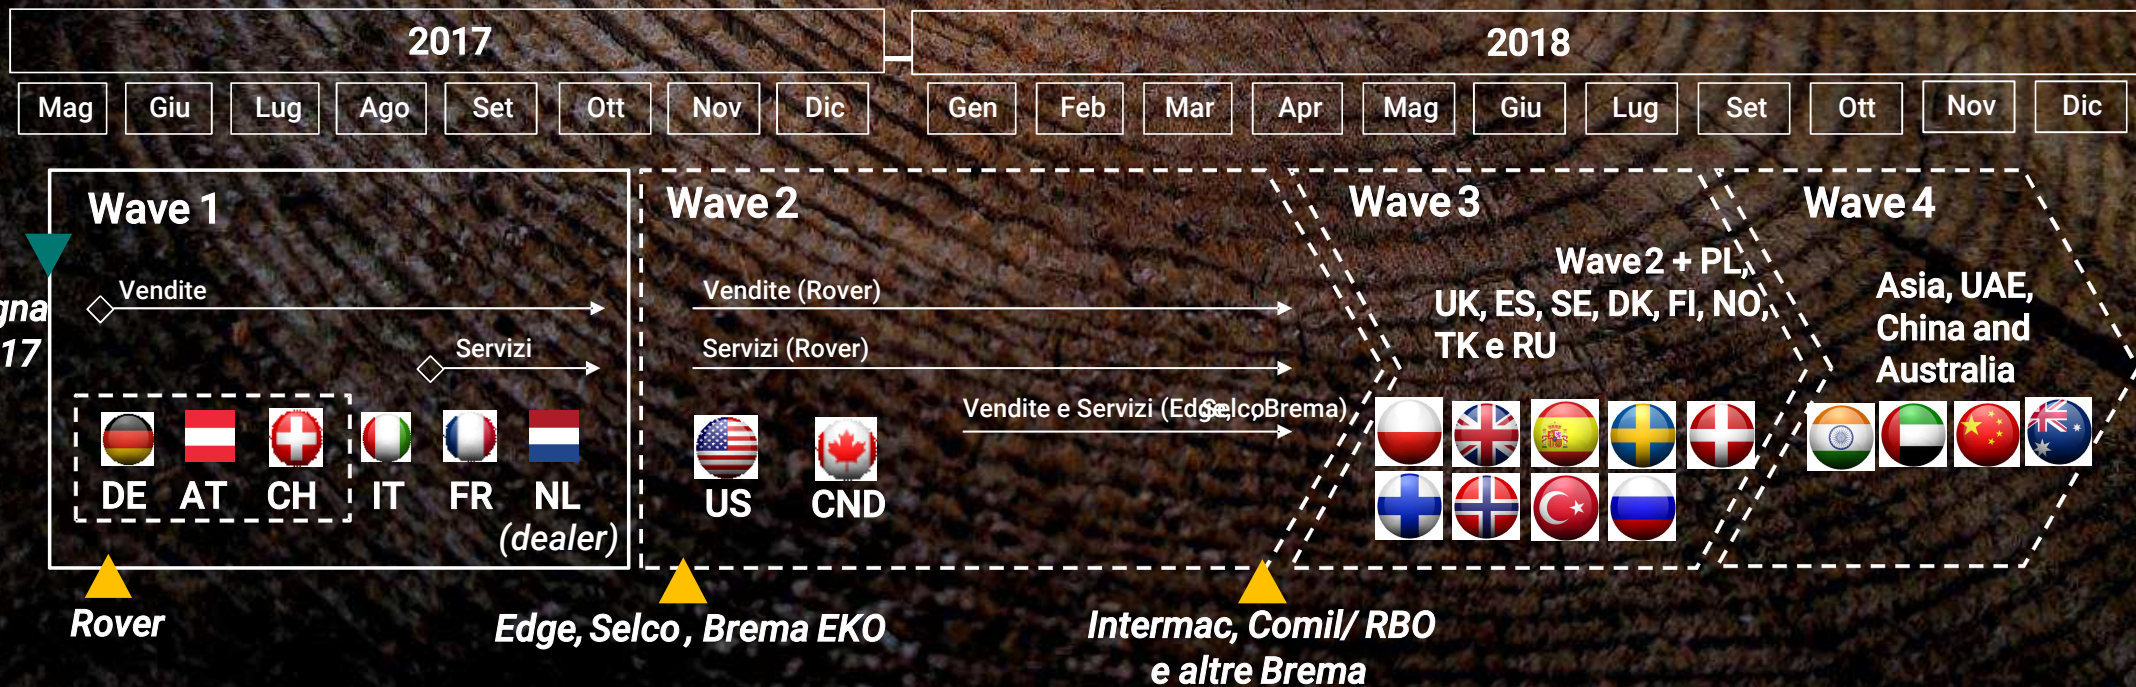 2017
2018
Mag Giu Lug Ago Set Ott Nov Dic Gen Feb Mar Apr Mag Giu Lug Set Ott Nov Dic
Wave 1
Vendite
Servizi
gna
17
DE AT CH IT FR NL
(dealer)
Rover
Wave 2
Vendite (Rover)
Servizi (Rover)
Vendite e Servizi (Edge, Selco, Brema)
US CND
Edge, Selco , Brema EKO
Wave 3
Wave 2 + PL,
UK, ES, SE, DK, FI, NO,
TK e RU
Intermac, Comil/ RBO
e altre Brema
Wave 4
Asia, UAE,
China and
Australia